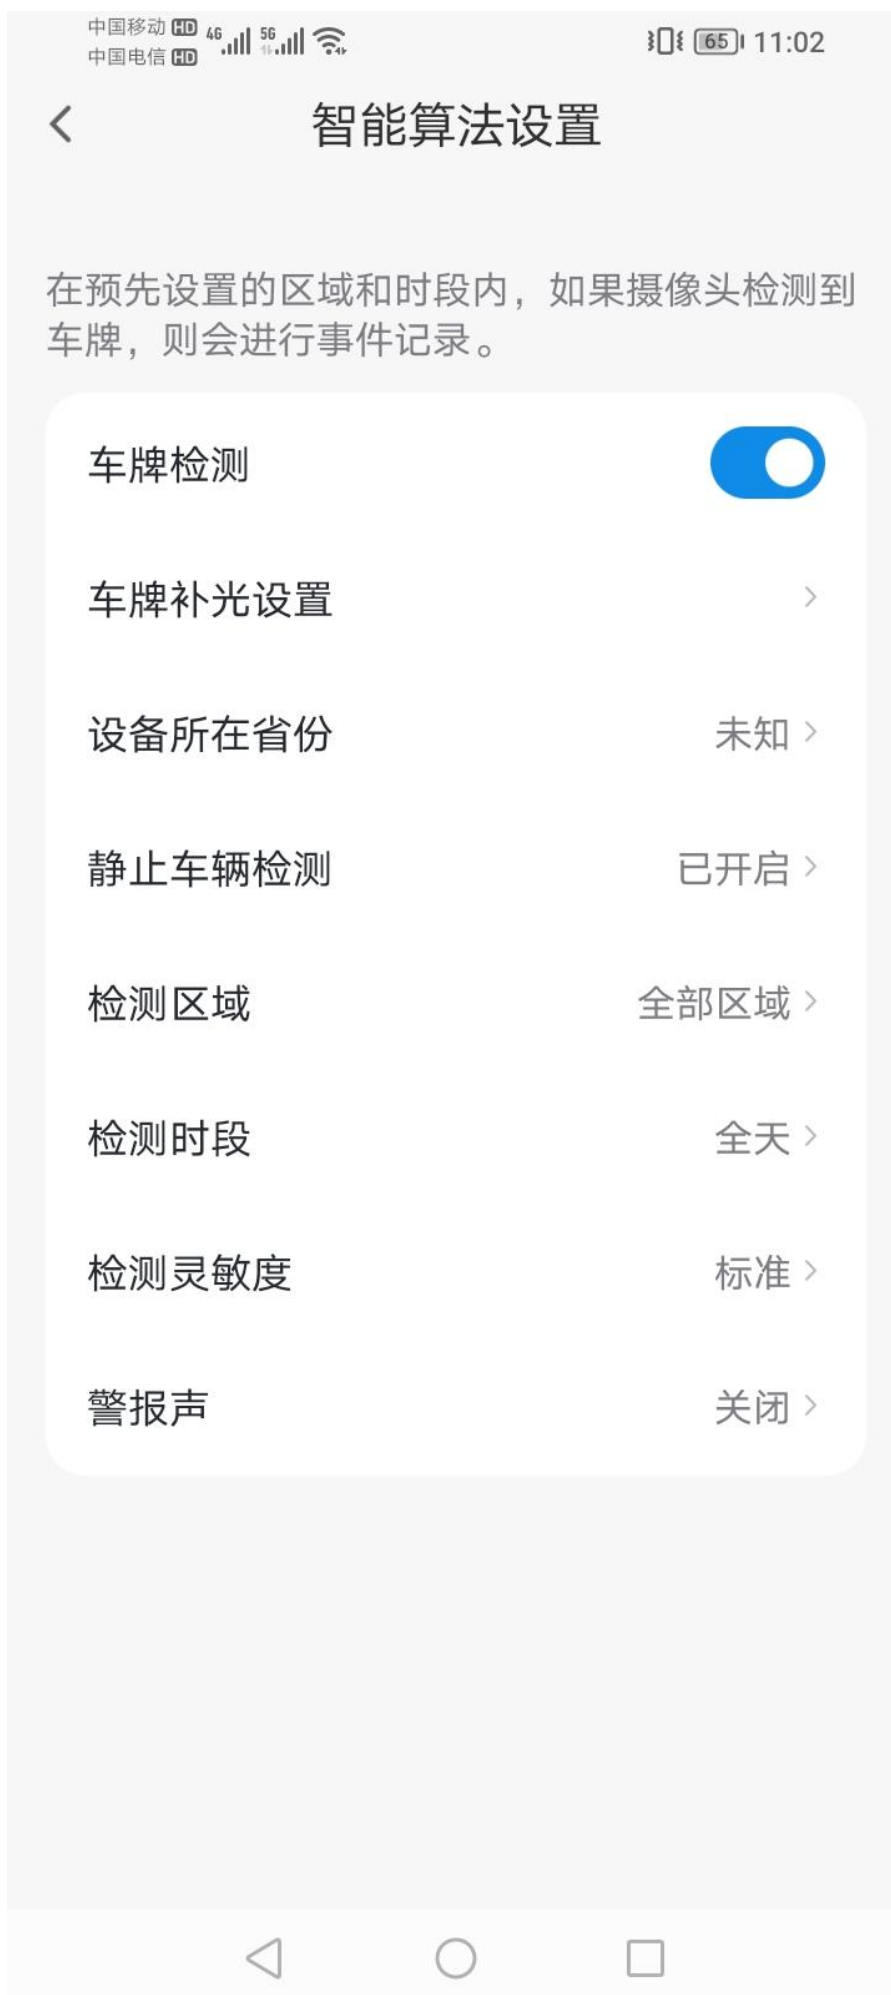 中国移动 HD 4G 5G 65 11:02
中国电信 HD
智能算法设置
在预先设置的区域和时段内，如果摄像头检测到
车牌，则会进行事件记录。
车牌检测
车牌补光设置
设备所在省份 未知
静止车辆检测 已开启
检测区域 全部区域
检测时段 全天
检测灵敏度 标准
警报声 关闭